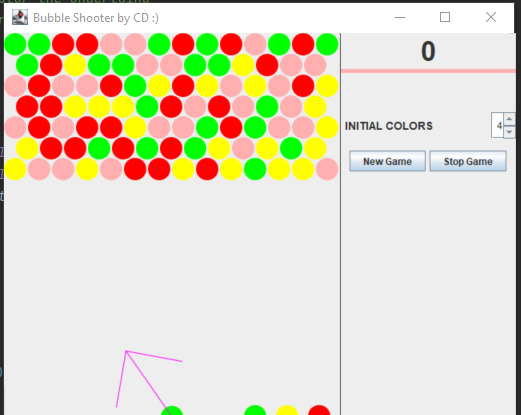 Bubble Shooter by CD :)
0
INITIAL COLORS 4
New Game Stop Game